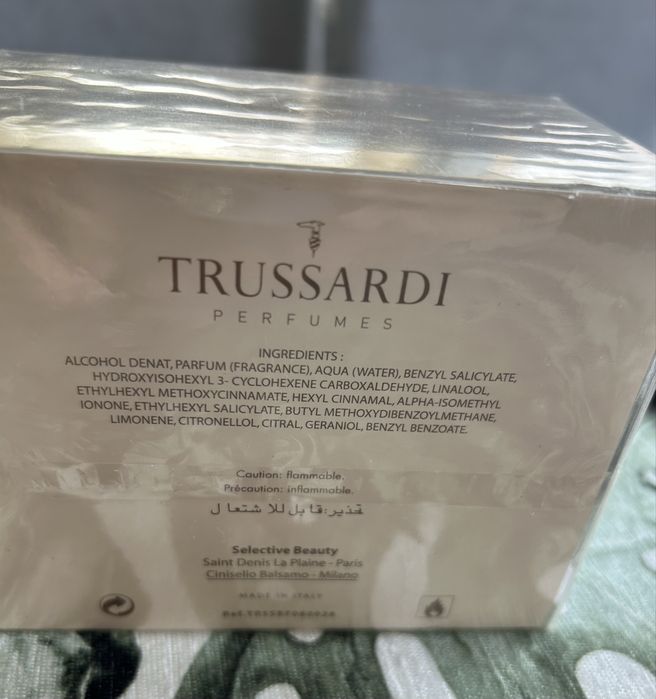 TRUSSARDI
PERFUMES
INGREDIENTS :
ALCOHOL DENAT, PARFUM (FRAGRANCE), AQUA (WATER), BENZYL SALICYLATE,
HYDROXYISOHEXYL 3- CYCLOHEXENE CARBOXALDEHYDE, LINALOOL,
ETHYLHEXYL METHOXYCINNAMATE, HEXYL CINNAMAL, ALPHA-ISOMETHYL
IONONE, ETHYLHEXYL SALICYLATE, BUTYL METHOXYDIBENZOYLMETHANE,
LIMONENE, CITRONELLOL, CITRAL, GERANIOL, BENZYL BENZOATE.
Caution: flammable.
Précaution: inflammable.
تحذير:قابل للاشتعال
Selective Beauty
Saint Denis La Plaine - Paris
Ciniselio Balsamo - Milano
MADE IN ITALY
Ref.